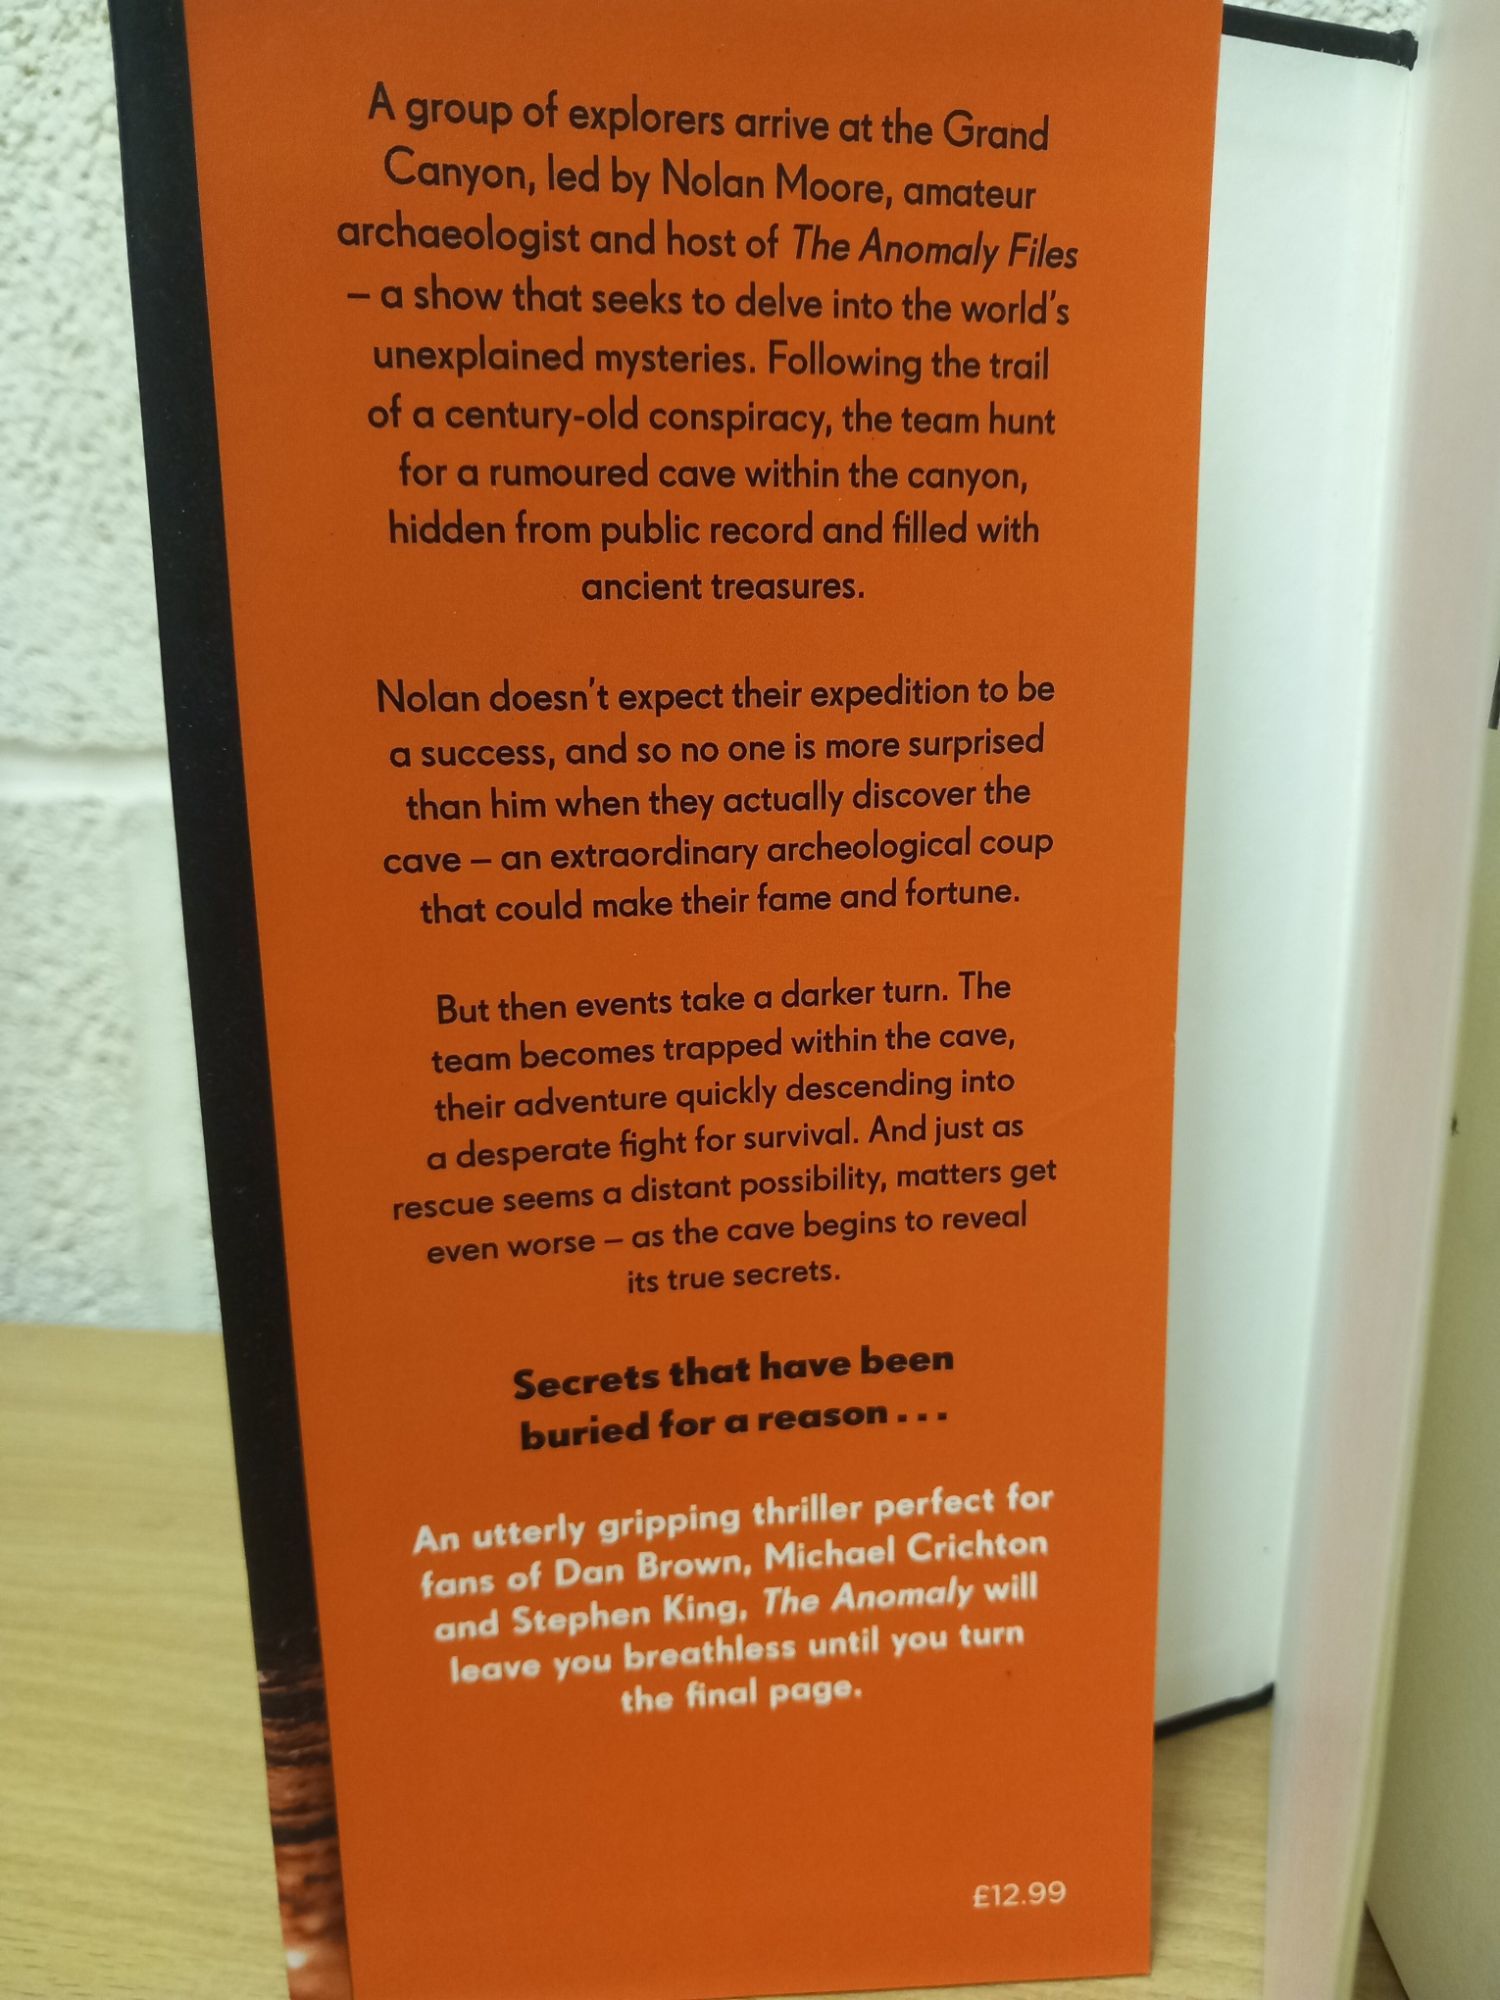 A group of explorers arrive at the Grand
Canyon, led by Nolan Moore, amateur
archaeologist and host of The Anomaly Files
– a show that seeks to delve into the world's
unexplained mysteries. Following the trail
of a century-old conspiracy, the team hunt
for a rumoured cave within the canyon,
hidden from public record and filled with
ancient treasures.
Nolan doesn't expect their expedition to be
a success, and so no one is more surprised
than him when they actually discover the
cave – an extraordinary archeological coup
that could make their fame and fortune.
But then events take a darker turn. The
team becomes trapped within the cave,
their adventure quickly descending into
a desperate fight for survival. And just as
rescue seems a distant possibility, matters get
even worse – as the cave begins to reveal
its true secrets.
Secrets that have been
buried for a reason . . .
An utterly gripping thriller perfect for
fans of Dan Brown, Michael Crichton
and Stephen King, The Anomaly will
leave you breathless until you turn
the final page.
£12.99